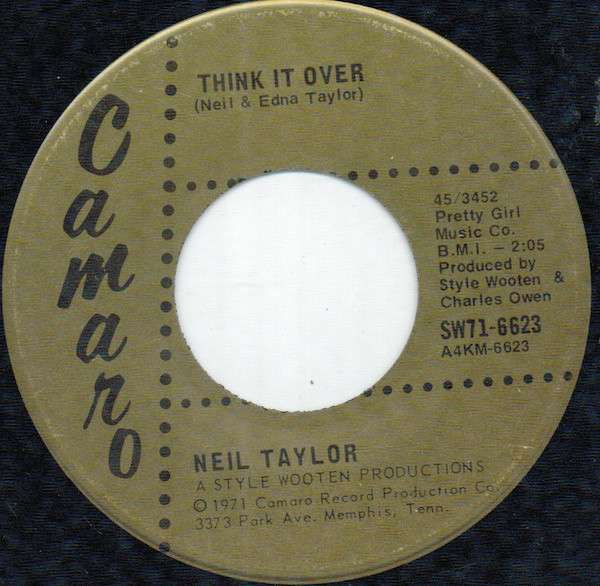 Camaro
THINK IT OVER
(Neil & Edna Taylor)
45/3452
Pretty Girl
Music Co.
B.M.I. – 2:05
Produced by
Style Wooten &
Charles Owen
SW71-6623
A4KM-6623
NEIL TAYLOR
A STYLE WOOTEN PRODUCTIONS
© 1971 Camaro Record Production Co.
3373 Park Ave. Memphis, Tenn.